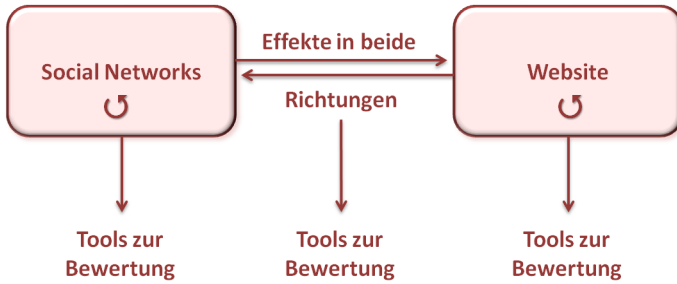 Effekte in beide
Social Networks
Website
Richtungen
Tools zur
Bewertung
Tools zur
Bewertung
Tools zur
Bewertung